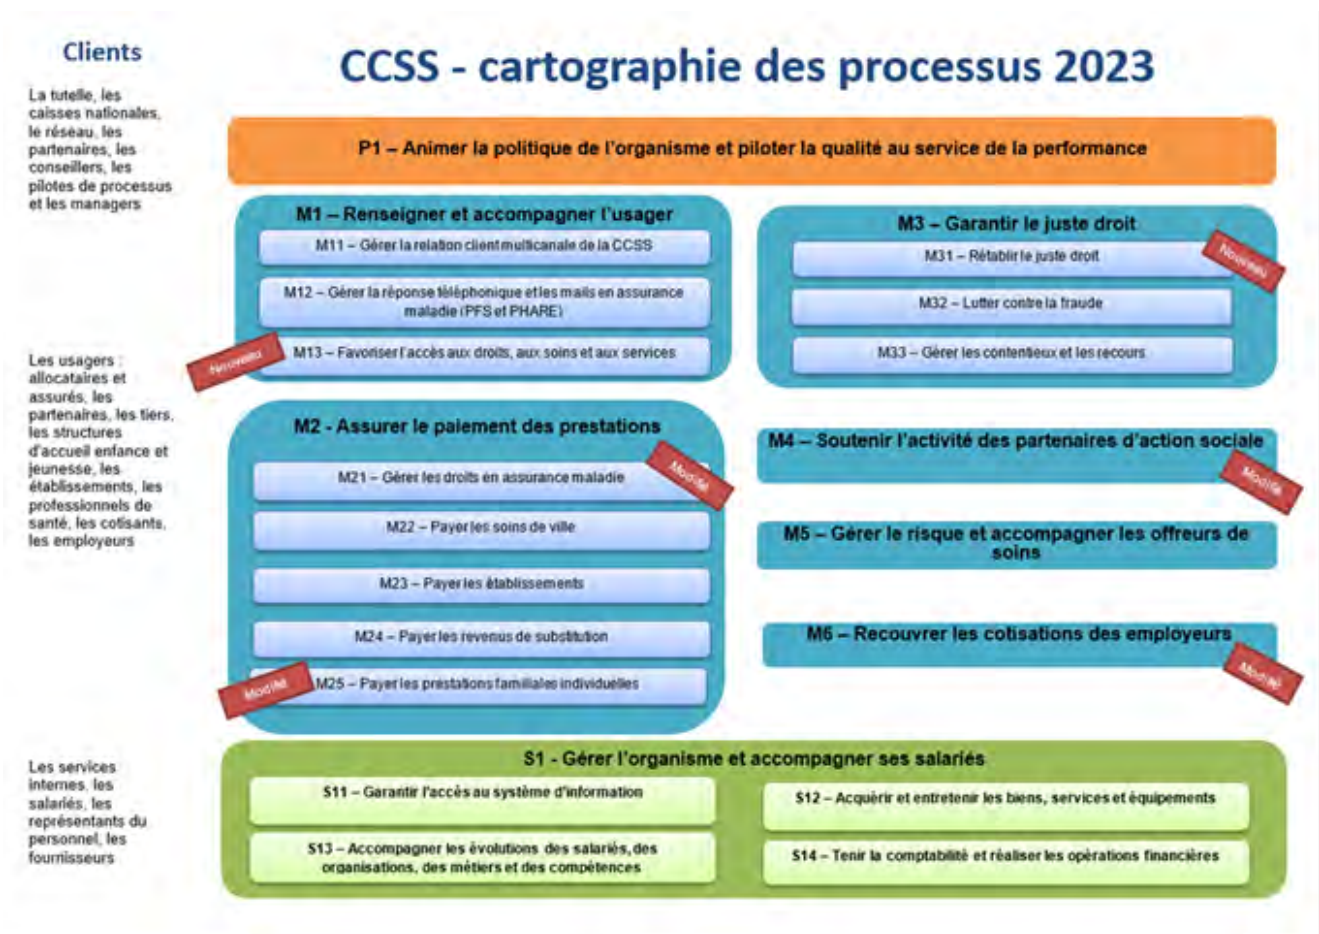 Clients
La tutelle, les
caisses nationales,
le réseau, les
partenaires, les
conseillers, les
pilotes de processus
et les managers
Les usagers :
allocataires et
assurés, les
partenaires, les tiers,
les structures
d'accueil enfance et
jeunesse, les
établissements, les
professionnels de
santé, les cotisants,
les employeurs
Les services
internes, les
salariés, les
représentants du
personnel, les
fournisseurs
CCSS - cartographie des processus 2023
P1 – Animer la politique de l'organisme et piloter la qualité au service de la performance
M1 – Renseigner et accompagner l'usager
M11 – Gérer la relation client multicanale de la CCSS
M12 – Gérer la réponse téléphonique et les mails en assurance
maladie (PFS et PHARE)
M13 – Favoriser l'accès aux droits, aux soins et aux services
Nouveau
M2 - Assurer le paiement des prestations
Modifié
M21 – Gérer les droits en assurance maladie
M22 – Payer les soins de ville
M23 – Payer les établissements
M24 – Payer les revenus de substitution
M25 – Payer les prestations familiales individuelles
Modifié
M3 – Garantir le juste droit
M31 – Rétablir le juste droit
Nouveau
M32 – Lutter contre la fraude
M33 – Gérer les contentieux et les recours
M4 – Soutenir l'activité des partenaires d'action sociale
Modifié
M5 – Gérer le risque et accompagner les offreurs de
soins
M6 – Recouvrer les cotisations des employeurs
Modifié
S1 - Gérer l'organisme et accompagner ses salariés
S11 – Garantir l'accès au système d'information
S12 – Acquérir et entretenir les biens, services et équipements
S13 – Accompagner les évolutions des salariés, des
organisations, des métiers et des compétences
S14 – Tenir la comptabilité et réaliser les opérations financières